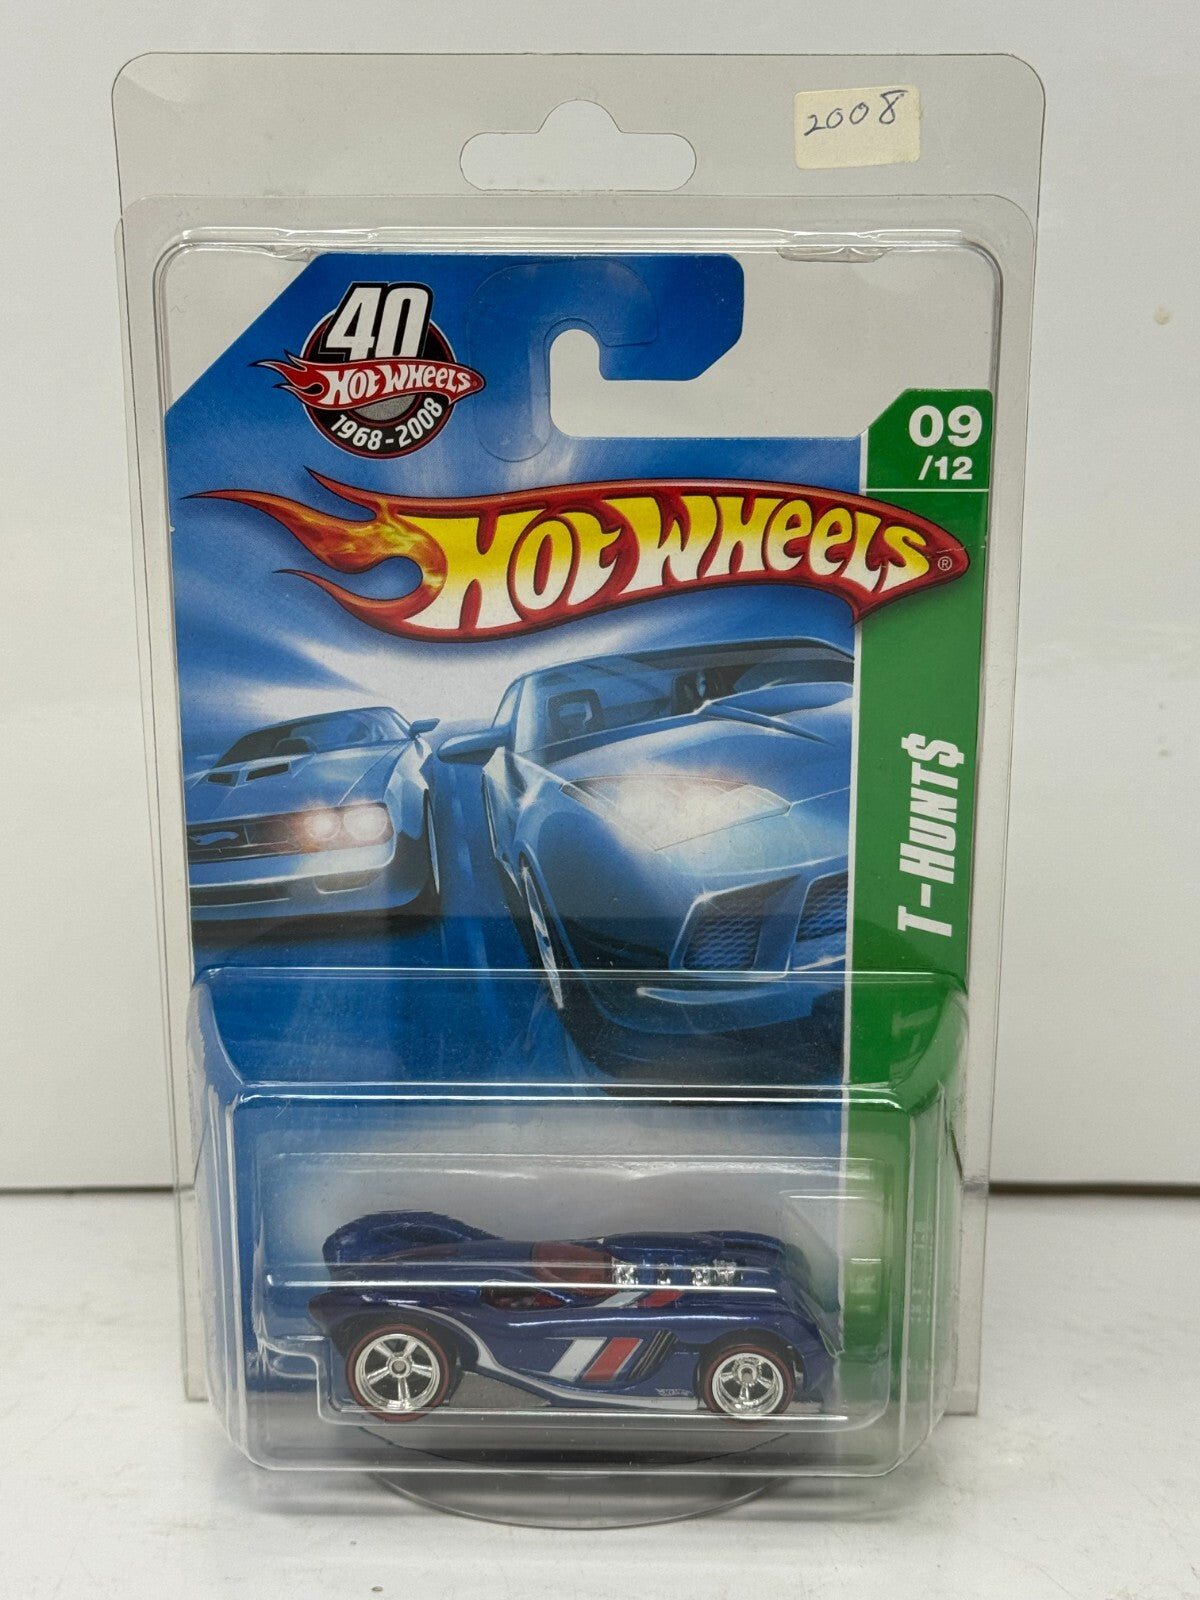 2008
40
HOT WHEELS
1968-2008
09
/12
HOT WHEELS®
T-HUNT$